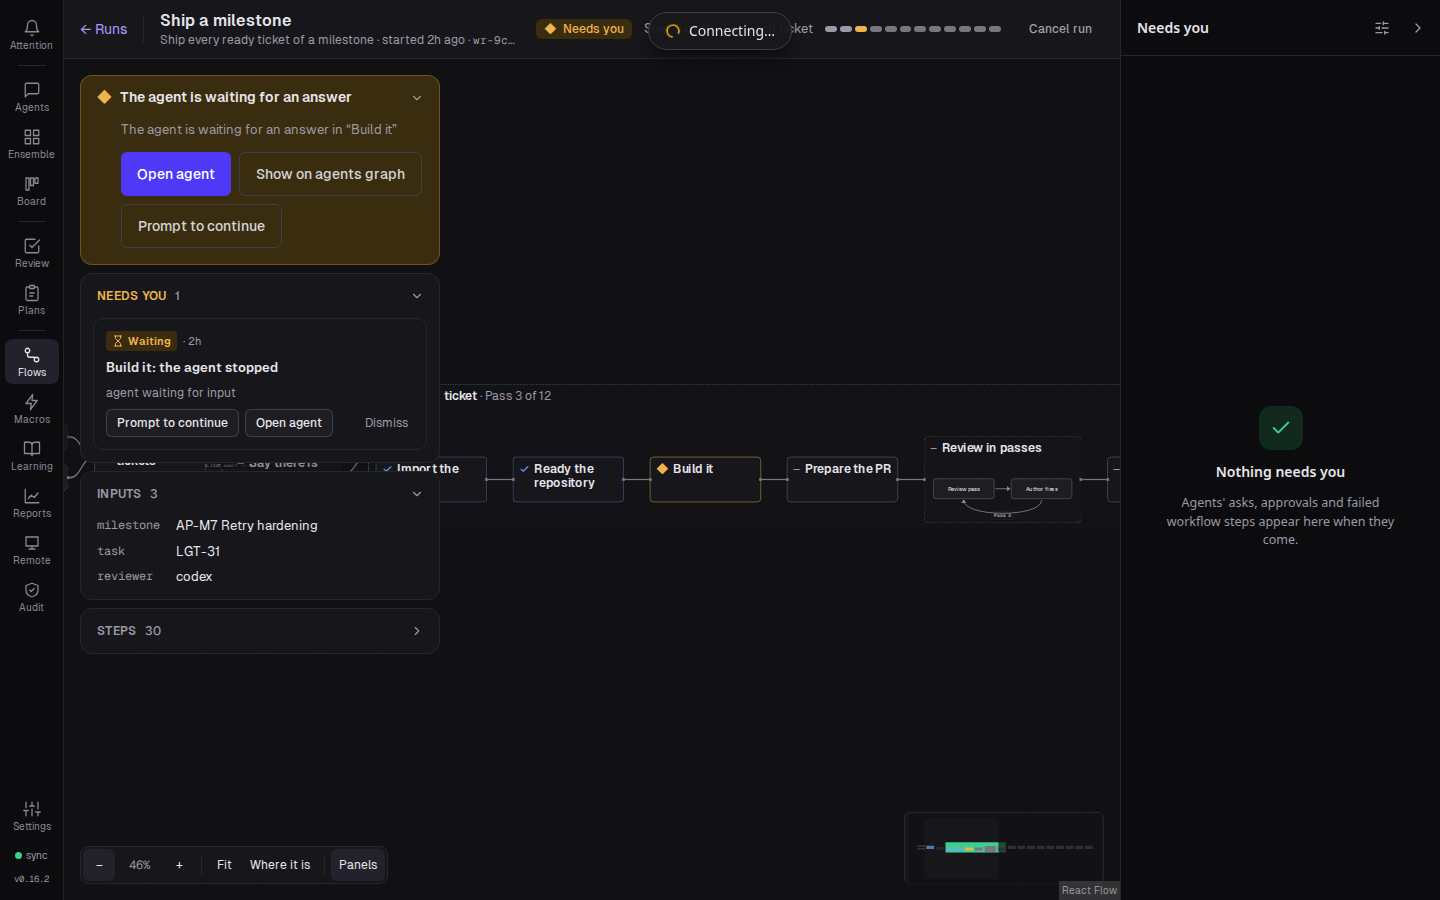 Attention
Agents
Ensemble
Board
Review
Plans
Flows
Macros
Learning
Reports
Remote
Audit
Settings
sync
v0.16.2
← Runs
Ship a milestone
Ship every ready ticket of a milestone · started 2h ago · wr-9c…
Needs you
Connecting...
ticket
Cancel run
The agent is waiting for an answer
The agent is waiting for an answer in “Build it”
Open agent
Show on agents graph
Prompt to continue
NEEDS YOU 1
Waiting · 2h
Build it: the agent stopped
agent waiting for input
Prompt to continue
Open agent
Dismiss
INPUTS 3
milestone AP-M7 Retry hardening
task LGT-31
reviewer codex
STEPS 30
ticket · Pass 3 of 12
Import the
Ready the
repository
Build it
Prepare the PR
Review in passes
Review pass
Author fixes
− 46% +
Fit
Where it is
Panels
React Flow
Needs you
Nothing needs you
Agents' asks, approvals and failed
workflow steps appear here when they
come.